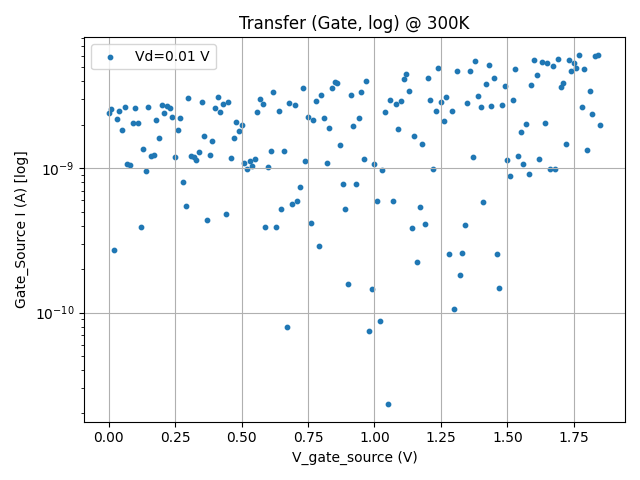 Transfer (Gate, log) @ 300K
Vd=0.01 V
Gate_Source I (A) [log]
10⁻⁹
10⁻¹⁰
0.00 0.25 0.50 0.75 1.00 1.25 1.50 1.75
V_gate_source (V)